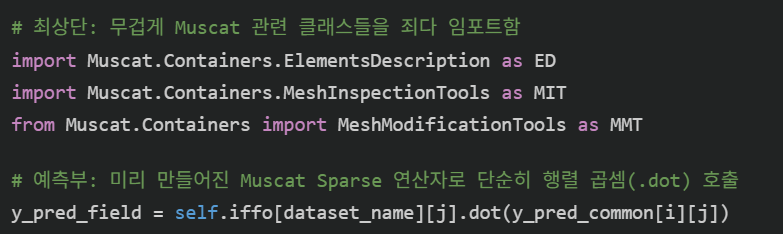 # 최상단: 무겁게 Muscat 관련 클래스들을 죄다 임포트함
import Muscat.Containers.ElementsDescription as ED
import Muscat.Containers.MeshInspectionTools as MIT
from Muscat.Containers import MeshModificationTools as MMT
# 예측부: 미리 만들어진 Muscat Sparse 연산자로 단순히 행렬 곱셈(.dot) 호출
y_pred_field = self.iffo[dataset_name][j].dot(y_pred_common[i][j])